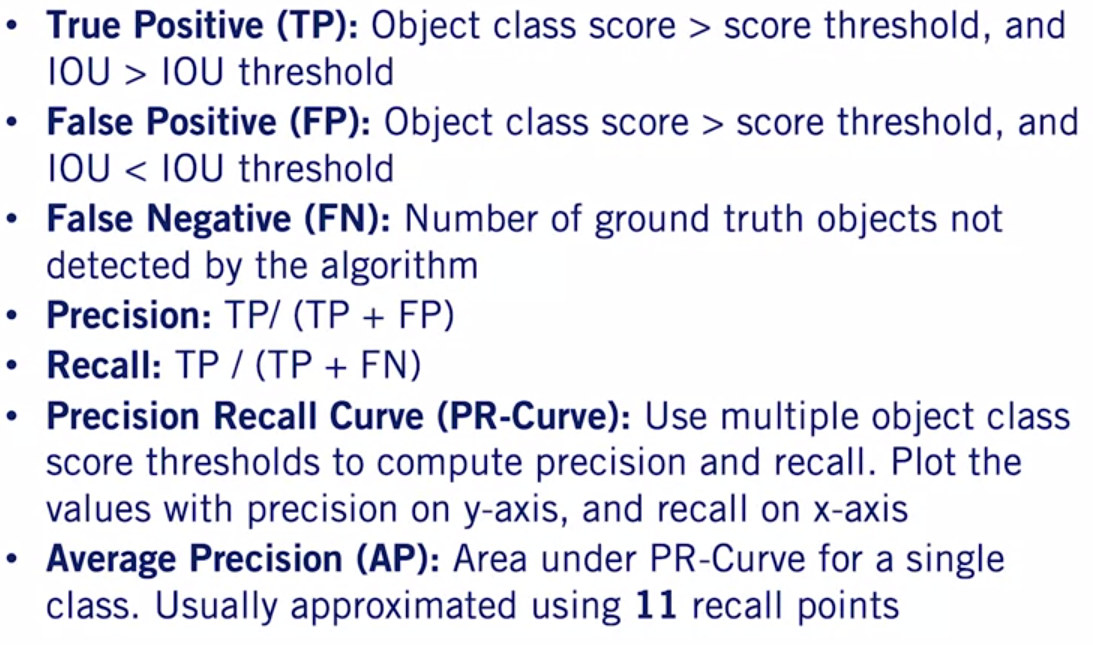 • True Positive (TP): Object class score > score threshold, and
IOU > IOU threshold
• False Positive (FP): Object class score > score threshold, and
IOU < IOU threshold
• False Negative (FN): Number of ground truth objects not
detected by the algorithm
• Precision: TP/ (TP + FP)
• Recall: TP / (TP + FN)
• Precision Recall Curve (PR-Curve): Use multiple object class
score thresholds to compute precision and recall. Plot the
values with precision on y-axis, and recall on x-axis
• Average Precision (AP): Area under PR-Curve for a single
class. Usually approximated using 11 recall points